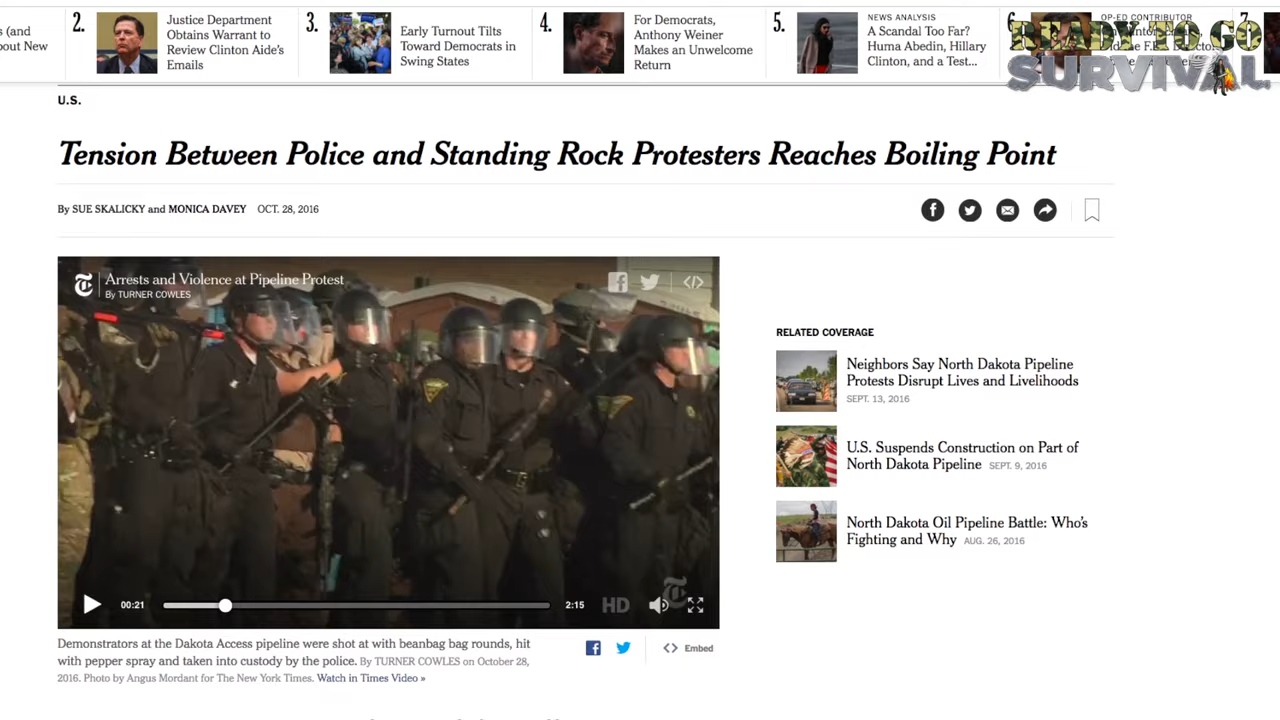 s (and
bout New
2.
Justice Department
Obtains Warrant to
Review Clinton Aide's
Emails
3.
Early Turnout Tilts
Toward Democrats in
Swing States
4.
For Democrats,
Anthony Weiner
Makes an Unwelcome
Return
5.
NEWS ANALYSIS
A Scandal Too Far?
Huma Abedin, Hillary
Clinton, and a Test...
6.
OP-ED CONTRIBUTOR
7.
READY TO GO
SURVIVAL
U.S.
Tension Between Police and Standing Rock Protesters Reaches Boiling Point
By SUE SKALICKY and MONICA DAVEY OCT. 28, 2016
Arrests and Violence at Pipeline Protest
By TURNER COWLES
00:21
2:15
HD
Demonstrators at the Dakota Access pipeline were shot at with beanbag bag rounds, hit
with pepper spray and taken into custody by the police. By TURNER COWLES on October 28,
2016. Photo by Angus Mordant for The New York Times. Watch in Times Video »
Embed
RELATED COVERAGE
Neighbors Say North Dakota Pipeline
Protests Disrupt Lives and Livelihoods
SEPT. 13, 2016
U.S. Suspends Construction on Part of
North Dakota Pipeline SEPT. 9, 2016
North Dakota Oil Pipeline Battle: Who's
Fighting and Why AUG. 26, 2016